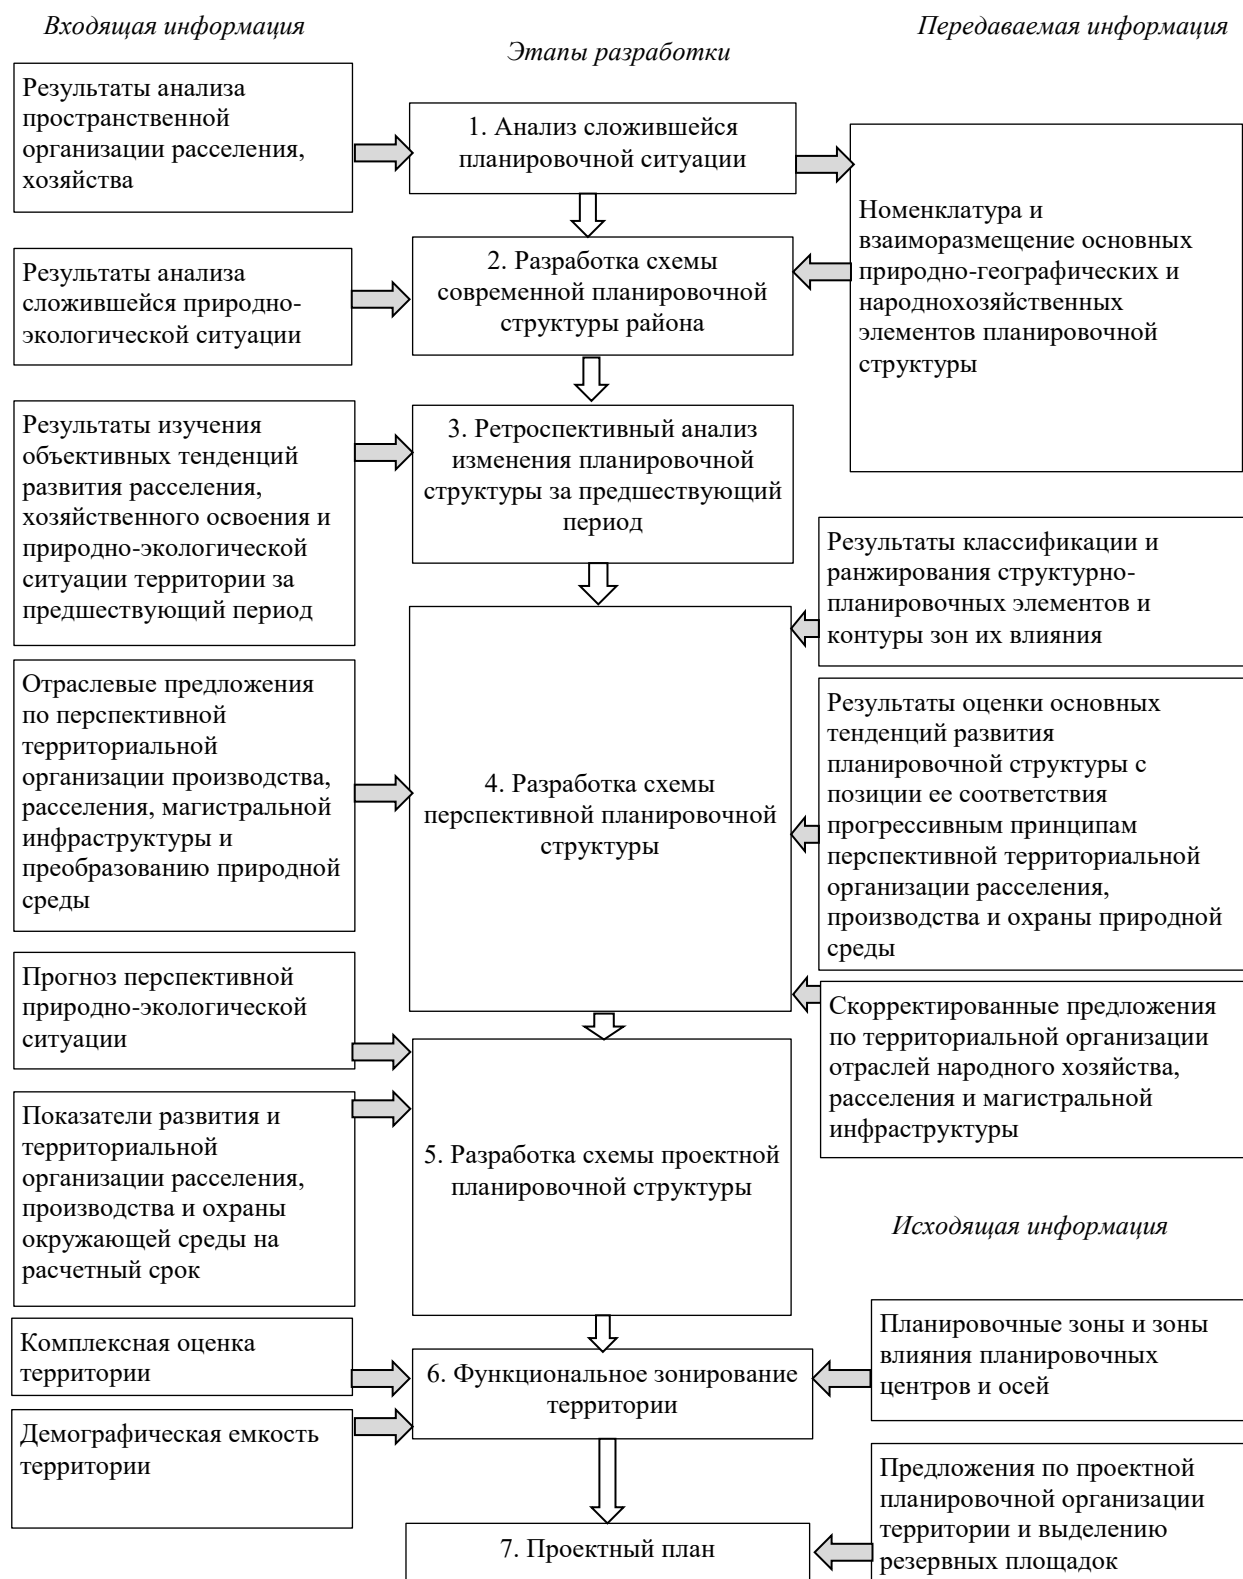 Входящая информация
Этапы разработки
Передаваемая информация
Результаты анализа
пространственной
организации расселения,
хозяйства
1. Анализ сложившейся
планировочной ситуации
Номенклатура и
взаиморазмещение основных
природно-географических и
народнохозяйственных
элементов планировочной
структуры
Результаты анализа
сложившейся природно-
экологической ситуации
2. Разработка схемы
современной планировочной
структуры района
Результаты изучения
объективных тенденций
развития расселения,
хозяйственного освоения и
природно-экологической
ситуации территории за
предшествующий период
3. Ретроспективный анализ
изменения планировочной
структуры за предшествующий
период
Результаты классификации и
ранжирования структурно-
планировочных элементов и
контуры зон их влияния
Отраслевые предложения
по перспективной
территориальной
организации производства,
расселения, магистральной
инфраструктуры и
преобразованию природной
среды
4. Разработка схемы
перспективной планировочной
структуры
Результаты оценки основных
тенденций развития
планировочной структуры с
позиции ее соответствия
прогрессивным принципам
перспективной территориальной
организации расселения,
производства и охраны природной
среды
Прогноз перспективной
природно-экологической
ситуации
Скорректированные предложения
по территориальной организации
отраслей народного хозяйства,
расселения и магистральной
инфраструктуры
Показатели развития и
территориальной
организации расселения,
производства и охраны
окружающей среды на
расчетный срок
5. Разработка схемы проектной
планировочной структуры
Исходящая информация
Комплексная оценка
территории
6. Функциональное зонирование
территории
Планировочные зоны и зоны
влияния планировочных
центров и осей
Демографическая емкость
территории
Предложения по проектной
планировочной организации
территории и выделению
резервных площадок
7. Проектный план